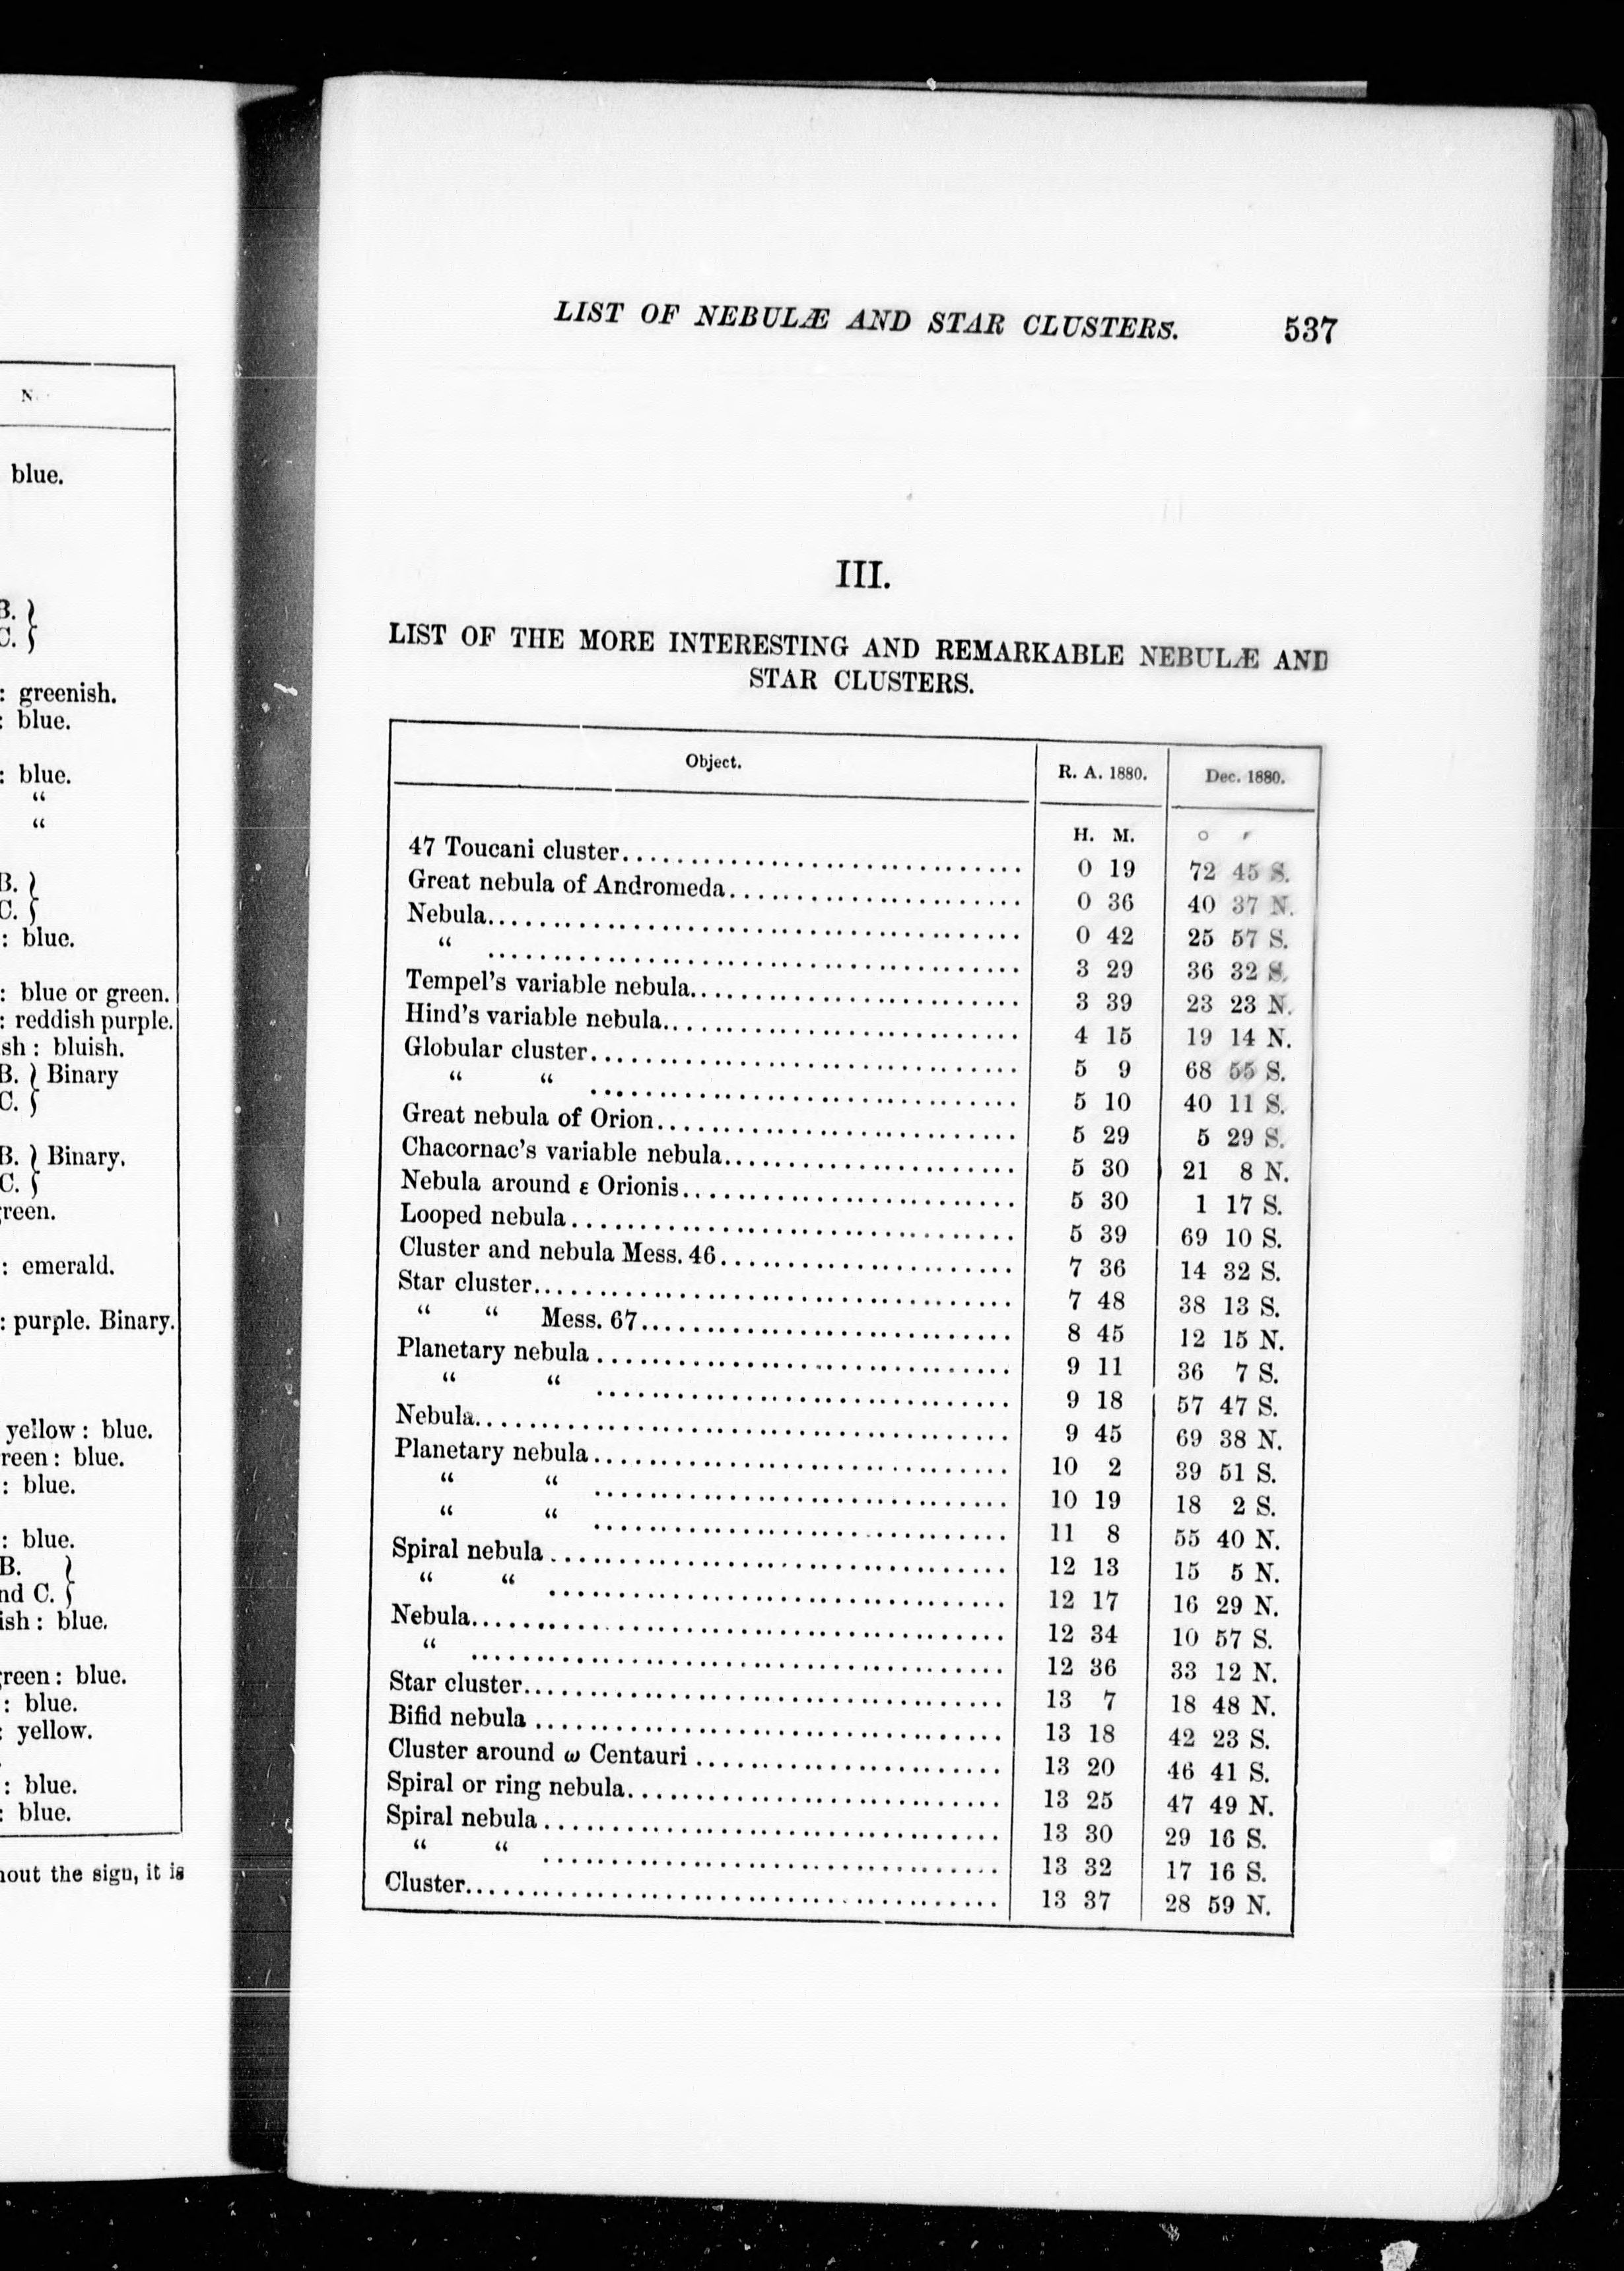 N.
blue.
B. }
C. }
: greenish.
: blue.
: blue.
“
“
B. }
C. }
: blue.
: blue or green.
: reddish purple.
sh : bluish.
B. } Binary
C. }
B. } Binary.
C. }
reen.
: emerald.
: purple. Binary.
yellow : blue.
reen : blue.
: blue.
: blue.
B. }
nd C. }
ish : blue.
green : blue.
: blue.
: yellow.
: blue.
: blue.
hout the sign, it is
LIST OF NEBULÆ AND STAR CLUSTERS. 537
III.
LIST OF THE MORE INTERESTING AND REMARKABLE NEBULÆ AND
STAR CLUSTERS.
Object. R. A. 1880. Dec. 1880.
H. M. ° ′
47 Toucani cluster 0 19 72 45 S.
Great nebula of Andromeda 0 36 40 37 N.
Nebula 0 42 25 57 S.
“ 3 29 36 32 S.
Tempel's variable nebula 3 39 23 23 N.
Hind's variable nebula 4 15 19 14 N.
Globular cluster 5 9 68 55 S.
“ “ 5 10 40 11 S.
Great nebula of Orion 5 29 5 29 S.
Chacornac's variable nebula 5 30 21 8 N.
Nebula around ε Orionis 5 30 1 17 S.
Looped nebula 5 39 69 10 S.
Cluster and nebula Mess. 46 7 36 14 32 S.
Star cluster 7 48 38 13 S.
“ “ Mess. 67 8 45 12 15 N.
Planetary nebula 9 11 36 7 S.
“ “ 9 18 57 47 S.
Nebula 9 45 69 38 N.
Planetary nebula 10 2 39 51 S.
“ “ 10 19 18 2 S.
“ “ 11 8 55 40 N.
Spiral nebula 12 13 15 5 N.
“ “ 12 17 16 29 N.
Nebula 12 34 10 57 S.
“ 12 36 33 12 N.
Star cluster 13 7 18 48 N.
Bifid nebula 13 18 42 23 S.
Cluster around ω Centauri 13 20 46 41 S.
Spiral or ring nebula 13 25 47 49 N.
Spiral nebula 13 30 29 16 S.
“ “ 13 32 17 16 S.
Cluster 13 37 28 59 N.